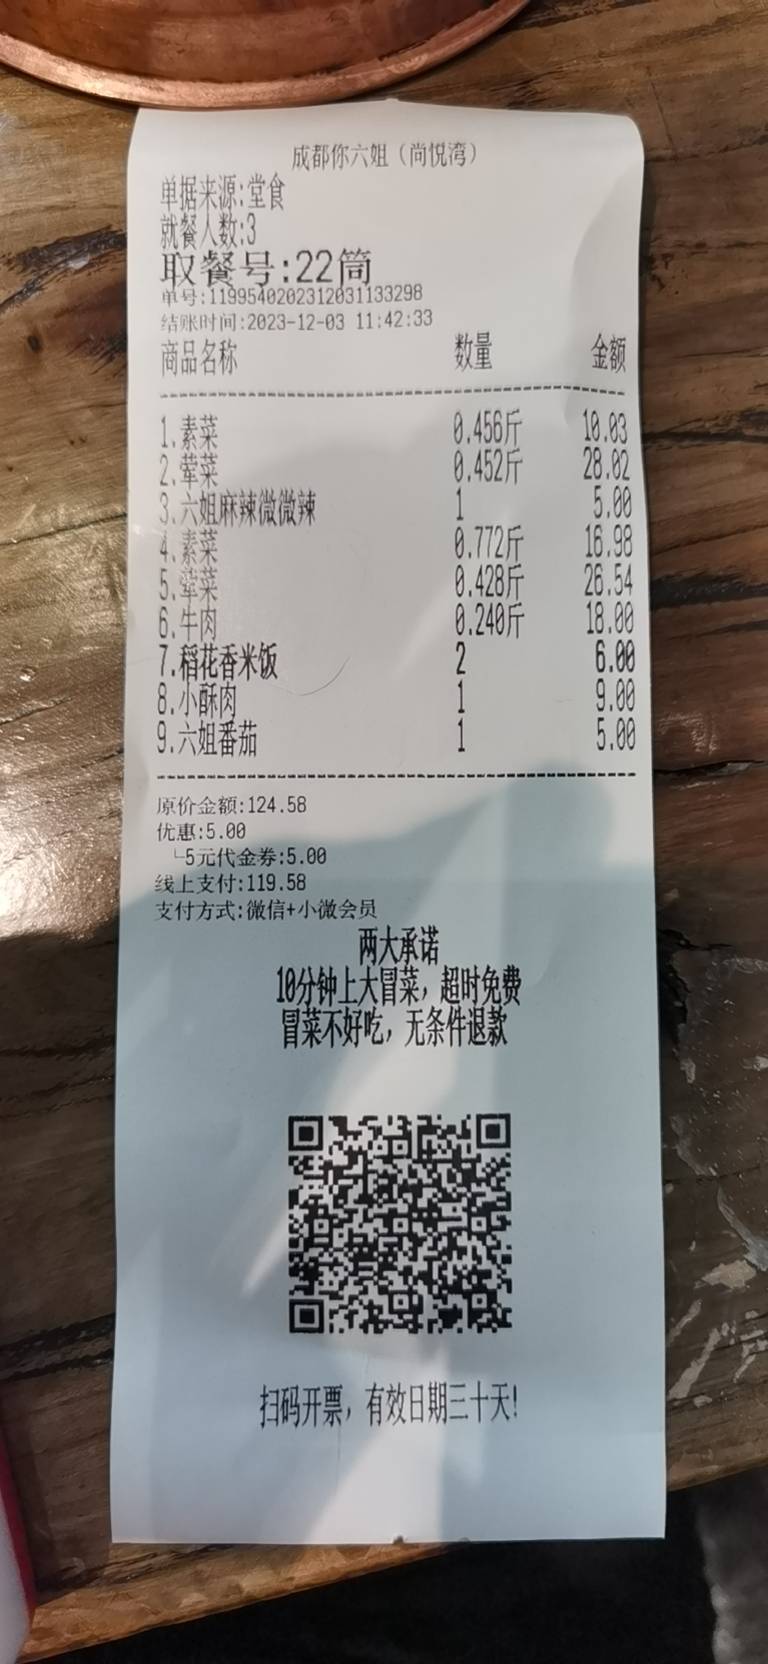 成都你六姐（尚悦湾）
单据来源:堂食
就餐人数:3
取餐号:22筒
单号:1199540202312031133298
结账时间:2023-12-03 11:42:33
商品名称 数量 金额
1.素菜 0.456斤 10.03
2.荤菜 0.452斤 28.02
3.六姐麻辣微微辣 1 5.00
4.素菜 0.772斤 16.98
5.荤菜 0.428斤 26.54
6.牛肉 0.240斤 18.00
7.稻花香米饭 2 6.00
8.小酥肉 1 9.00
9.六姐番茄 1 5.00
原价金额:124.58
优惠:5.00
└5元代金券:5.00
线上支付:119.58
支付方式:微信+小微会员
两大承诺
10分钟上大冒菜，超时免费
冒菜不好吃，无条件退款
扫码开票，有效日期三十天!